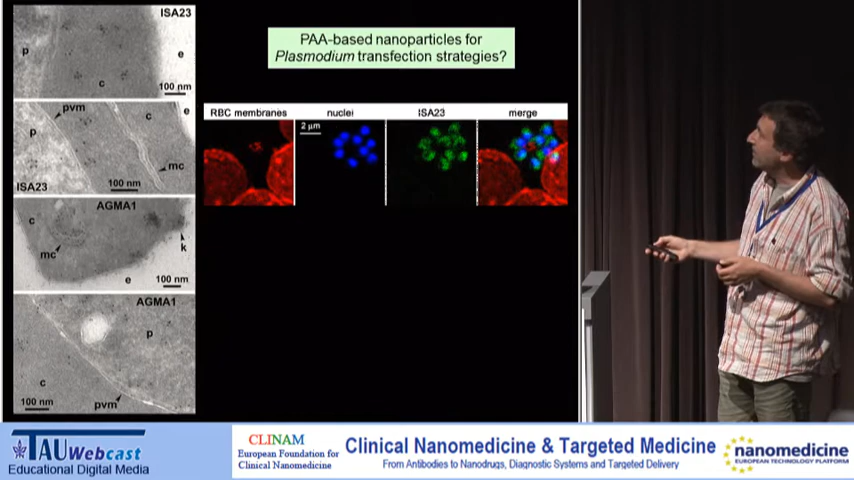 ISA23
p
e
c
100 nm
pvm
c
e
p
mc
100 nm
ISA23
AGMA1
c
mc
k
100 nm
e
AGMA1
p
c
100 nm
pvm
PAA-based nanoparticles for
Plasmodium transfection strategies?
RBC membranes nuclei ISA23 merge
2 µm
TAU Webcast
Educational Digital Media
CLINAM
European Foundation for
Clinical Nanomedicine
Clinical Nanomedicine & Targeted Medicine
From Antibodies to Nanodrugs, Diagnostic Systems and Targeted Delivery
nanomedicine
EUROPEAN TECHNOLOGY PLATFORM